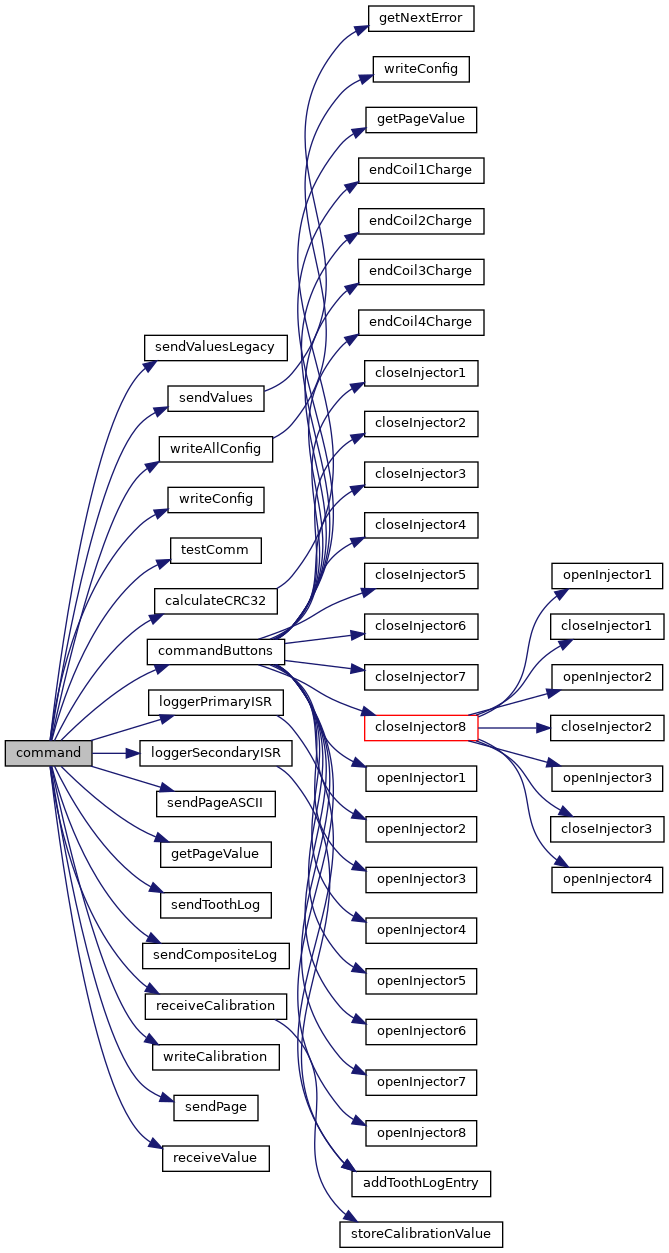 command
sendValuesLegacy
sendValues
writeAllConfig
writeConfig
testComm
calculateCRC32
commandButtons
loggerPrimaryISR
loggerSecondaryISR
sendPageASCII
getPageValue
sendToothLog
sendCompositeLog
receiveCalibration
writeCalibration
sendPage
receiveValue
getNextError
writeConfig
getPageValue
endCoil1Charge
endCoil2Charge
endCoil3Charge
endCoil4Charge
closeInjector1
closeInjector2
closeInjector3
closeInjector4
closeInjector5
closeInjector6
closeInjector7
closeInjector8
openInjector1
openInjector2
openInjector3
openInjector4
openInjector5
openInjector6
openInjector7
openInjector8
addToothLogEntry
storeCalibrationValue
openInjector1
closeInjector1
openInjector2
closeInjector2
openInjector3
closeInjector3
openInjector4